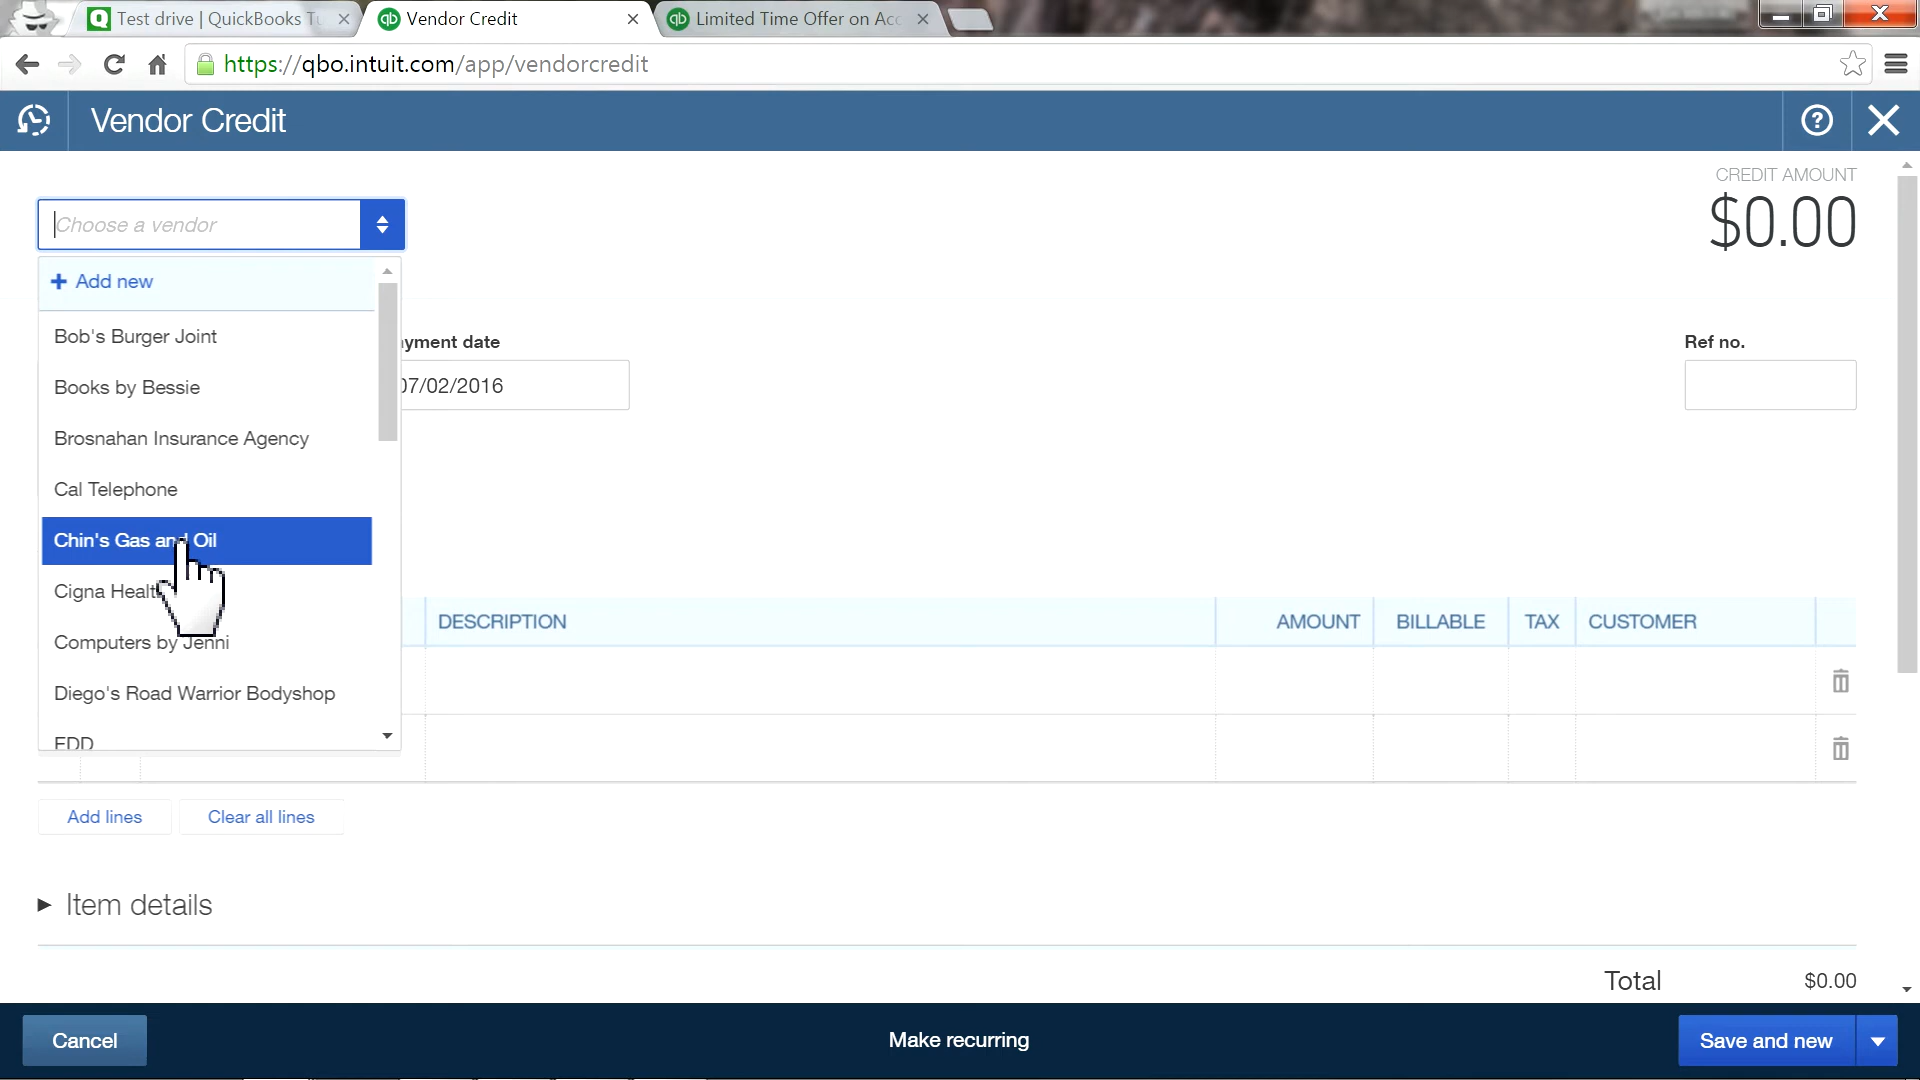 Test drive | QuickBooks Tu
Vendor Credit
Limited Time Offer on Acc
https://qbo.intuit.com/app/vendorcredit
Vendor Credit
CREDIT AMOUNT
$0.00
Choose a vendor
+ Add new
Bob's Burger Joint
Books by Bessie
Brosnahan Insurance Agency
Cal Telephone
Chin's Gas and Oil
Cigna Healt
Computers by Jenni
Diego's Road Warrior Bodyshop
EDD
yment date
07/02/2016
Ref no.
DESCRIPTION AMOUNT BILLABLE TAX CUSTOMER
Add lines Clear all lines
Item details
Total $0.00
Cancel Make recurring Save and new